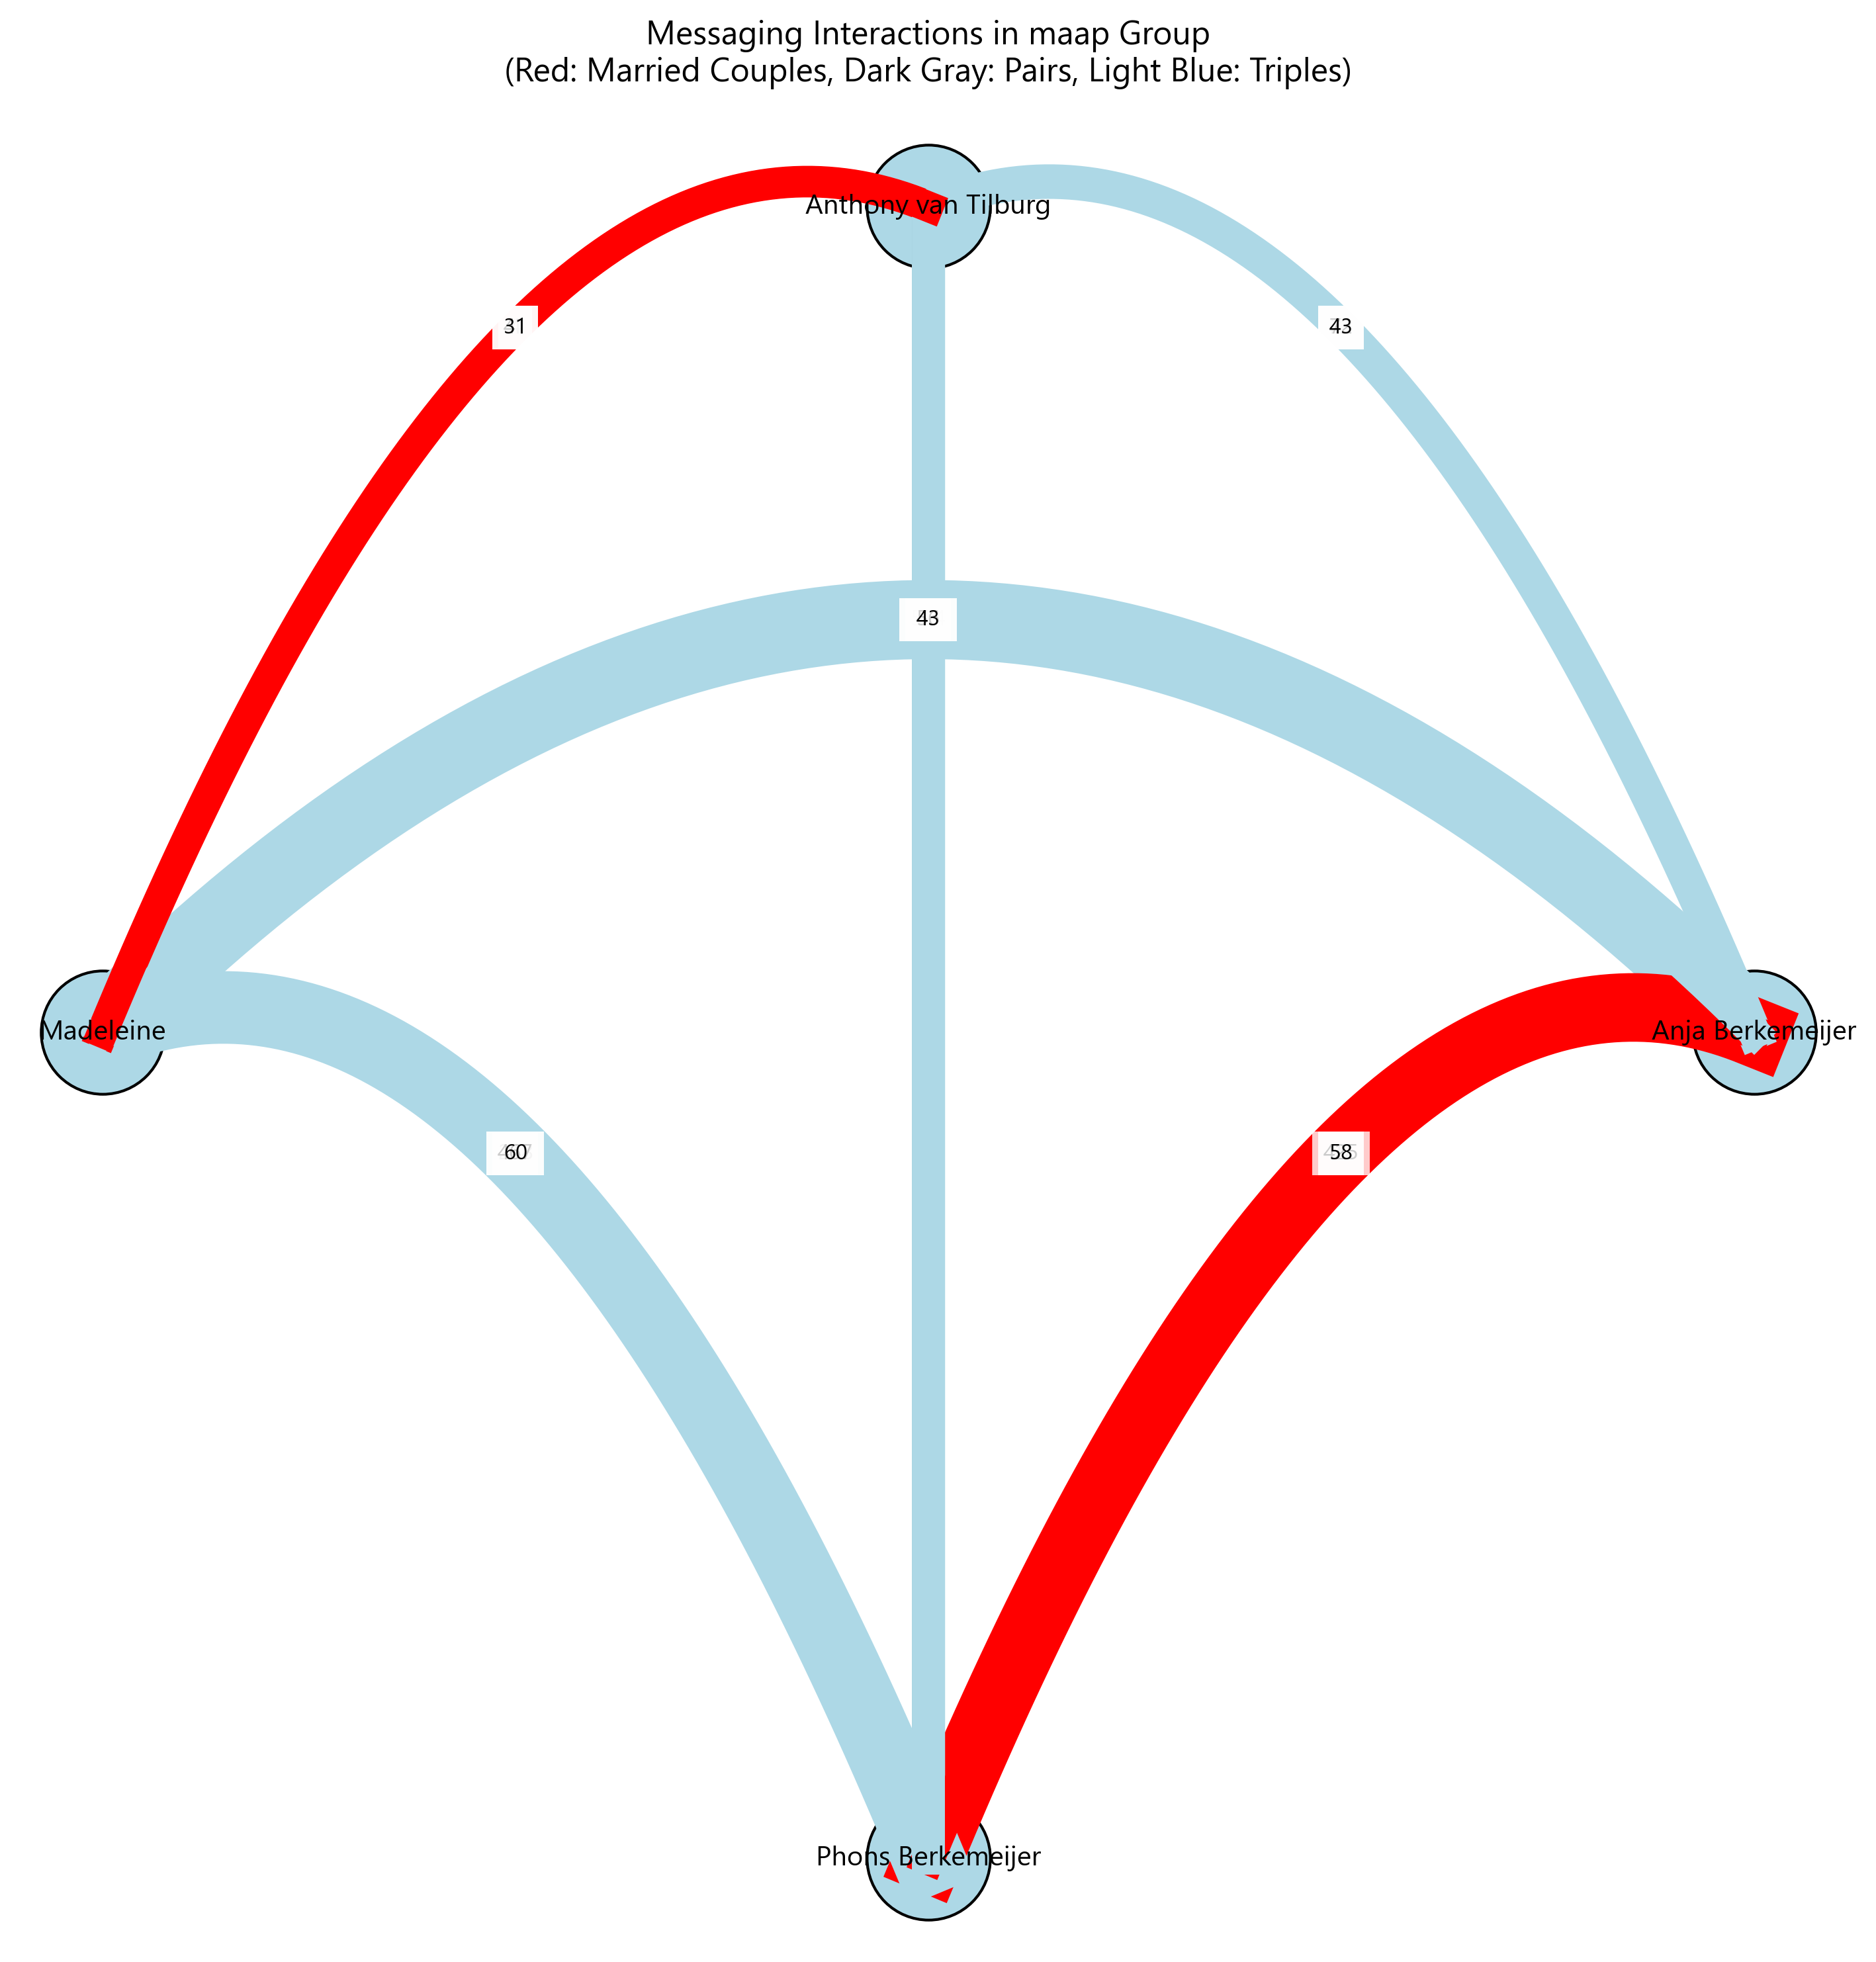 Messaging Interactions in maap Group
(Red: Married Couples, Dark Gray: Pairs, Light Blue: Triples)
Anthony van Tilburg
31
43
43
Madeleine
Anja Berkemeijer
60
58
Phons Berkemeijer